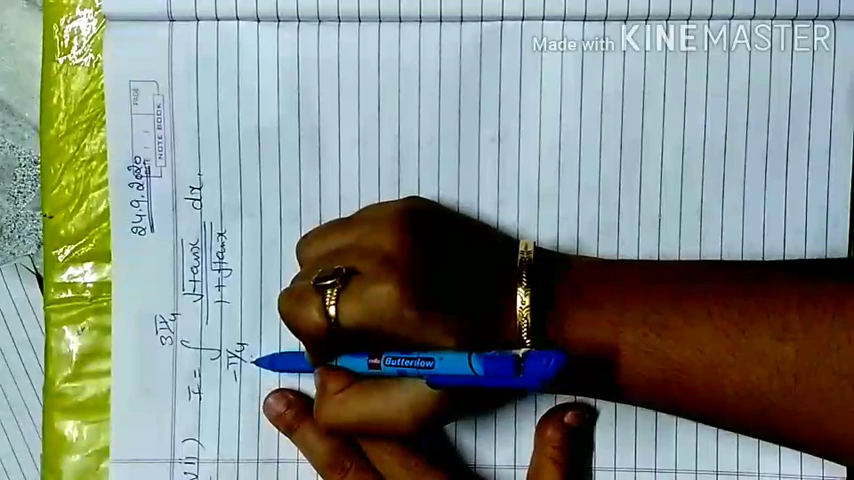 Made with KINEMASTER
PAGE
NOTE BOOK
24.9.2020
VII) I = ∫_{-π/4}^{3π/4} √tanx / 1+√tanx dx.
Butterflow